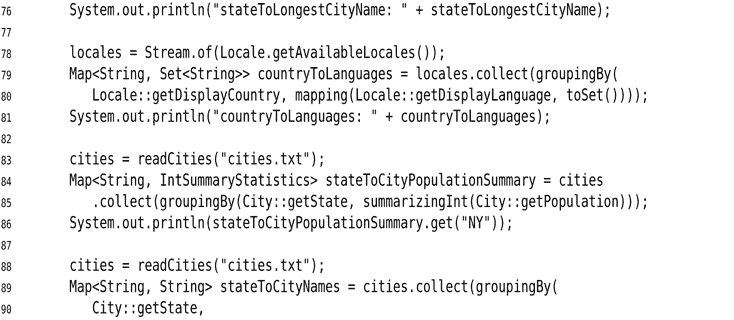 76 System.out.println("stateToLongestCityName: " + stateToLongestCityName);
77
78 locales = Stream.of(Locale.getAvailableLocales());
79 Map<String, Set<String>> countryToLanguages = locales.collect(groupingBy(
80 Locale::getDisplayCountry, mapping(Locale::getDisplayLanguage, toSet())));
81 System.out.println("countryToLanguages: " + countryToLanguages);
82
83 cities = readCities("cities.txt");
84 Map<String, IntSummaryStatistics> stateToCityPopulationSummary = cities
85 .collect(groupingBy(City::getState, summarizingInt(City::getPopulation)));
86 System.out.println(stateToCityPopulationSummary.get("NY"));
87
88 cities = readCities("cities.txt");
89 Map<String, String> stateToCityNames = cities.collect(groupingBy(
90 City::getState,